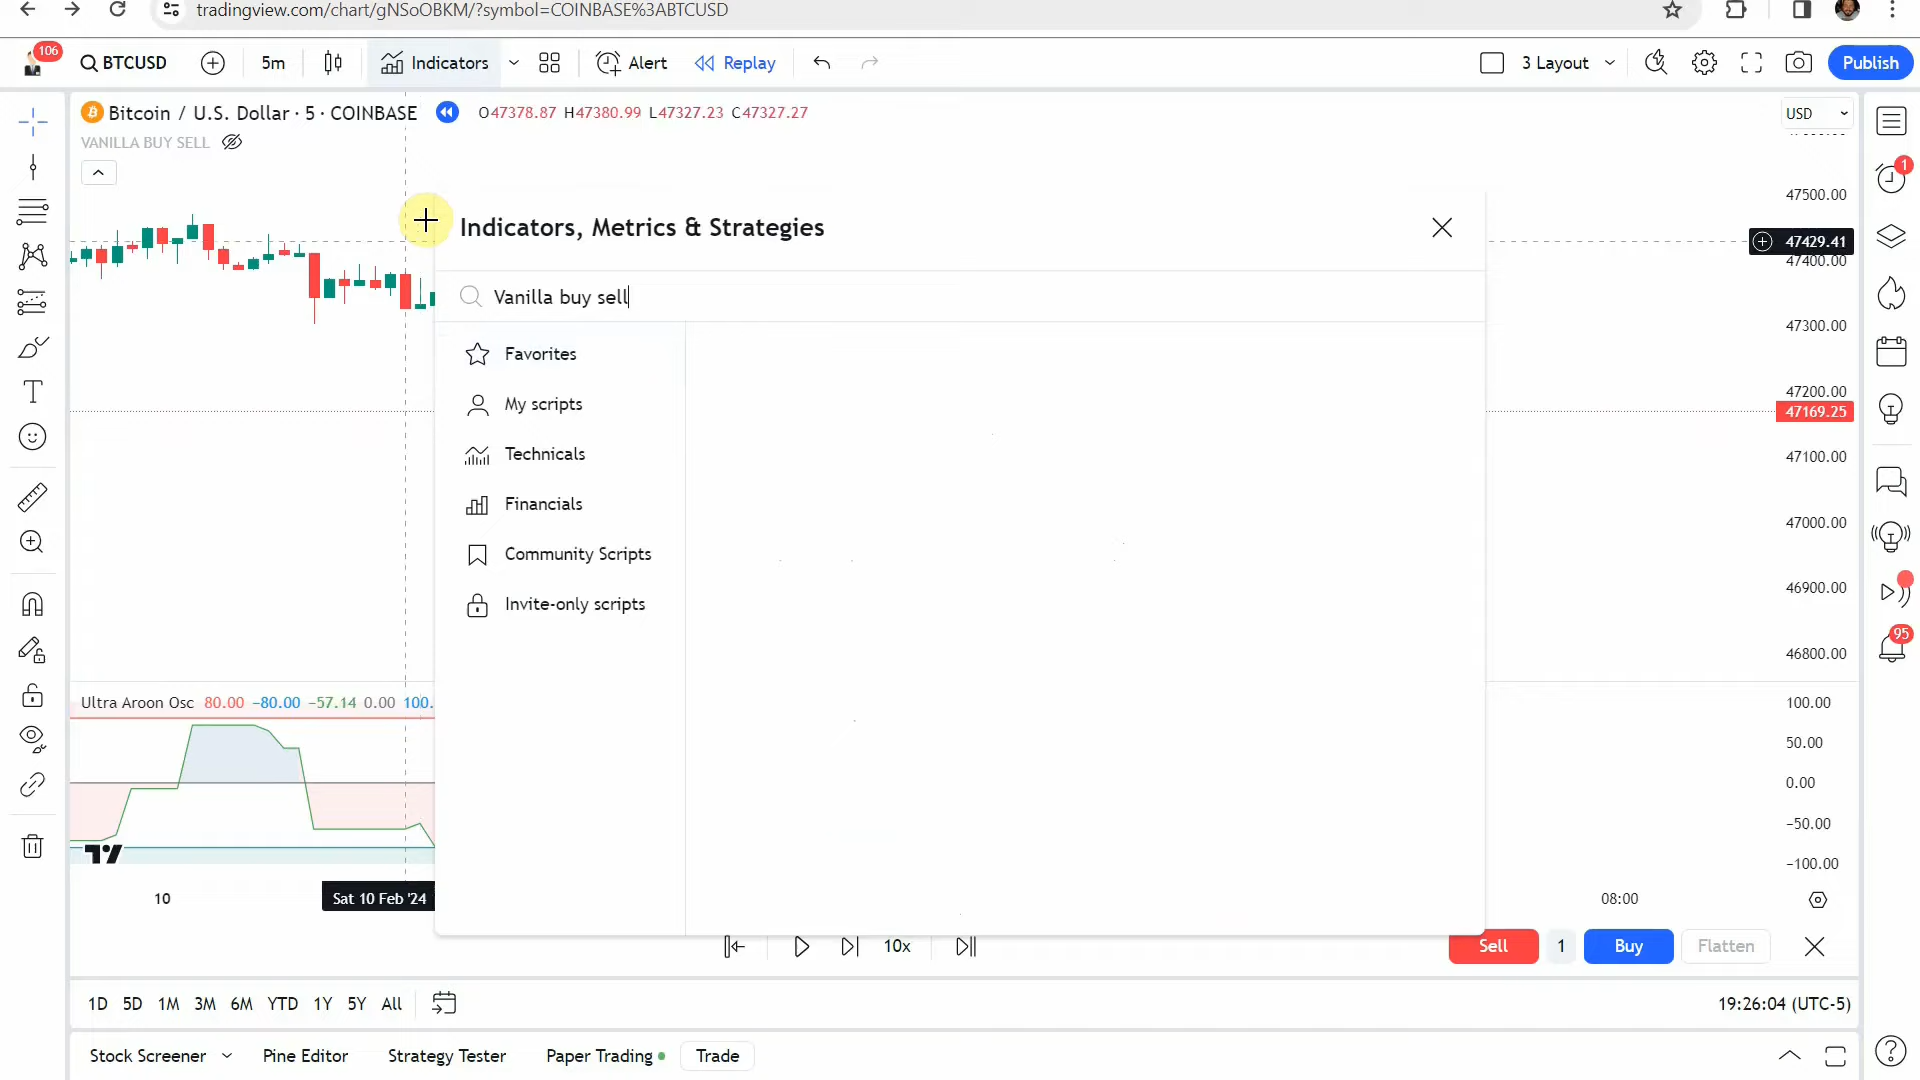 tradingview.com/chart/gNSoOBKM/?symbol=COINBASE%3ABTCUSD
106
BTCUSD
5m
Indicators
Alert
Replay
3 Layout
Publish
Bitcoin / U.S. Dollar · 5 · COINBASE
O47378.87 H47380.99 L47327.23 C47327.27
USD
VANILLA BUY SELL
1
47500.00
Indicators, Metrics & Strategies
47429.41
47400.00
Vanilla buy sell
47300.00
Favorites
My scripts
47200.00
47169.25
Technicals
47100.00
Financials
47000.00
Community Scripts
46900.00
Invite-only scripts
95
46800.00
Ultra Aroon Osc 80.00 −80.00 −57.14 0.00 100.
100.00
50.00
0.00
−50.00
−100.00
10
Sat 10 Feb '24
08:00
10x
Sell
1
Buy
Flatten
1D 5D 1M 3M 6M YTD 1Y 5Y All
19:26:04 (UTC-5)
Stock Screener
Pine Editor
Strategy Tester
Paper Trading
Trade